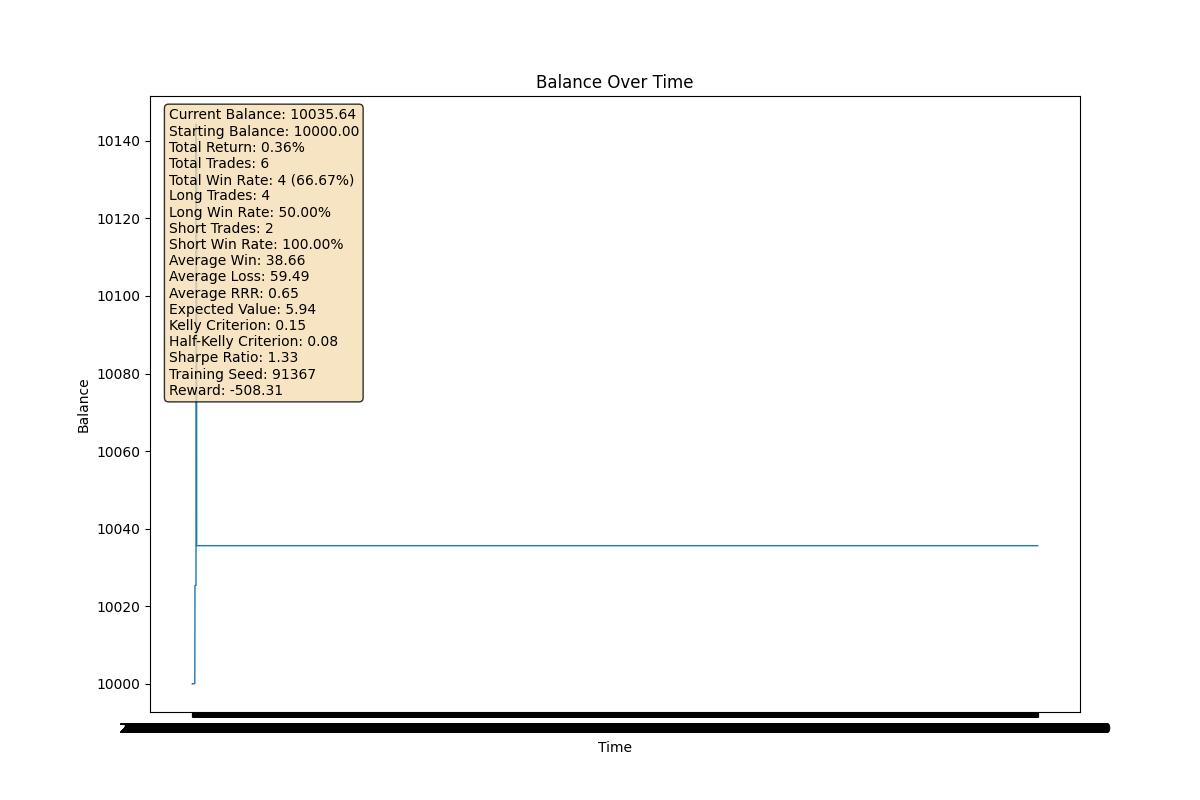 Balance Over Time
Current Balance: 10035.64
Starting Balance: 10000.00
Total Return: 0.36%
Total Trades: 6
Total Win Rate: 4 (66.67%)
Long Trades: 4
Long Win Rate: 50.00%
Short Trades: 2
Short Win Rate: 100.00%
Average Win: 38.66
Average Loss: 59.49
Average RRR: 0.65
Expected Value: 5.94
Kelly Criterion: 0.15
Half-Kelly Criterion: 0.08
Sharpe Ratio: 1.33
Training Seed: 91367
Reward: -508.31
10140
10120
10100
10080
10060
10040
10020
10000
Balance
Time